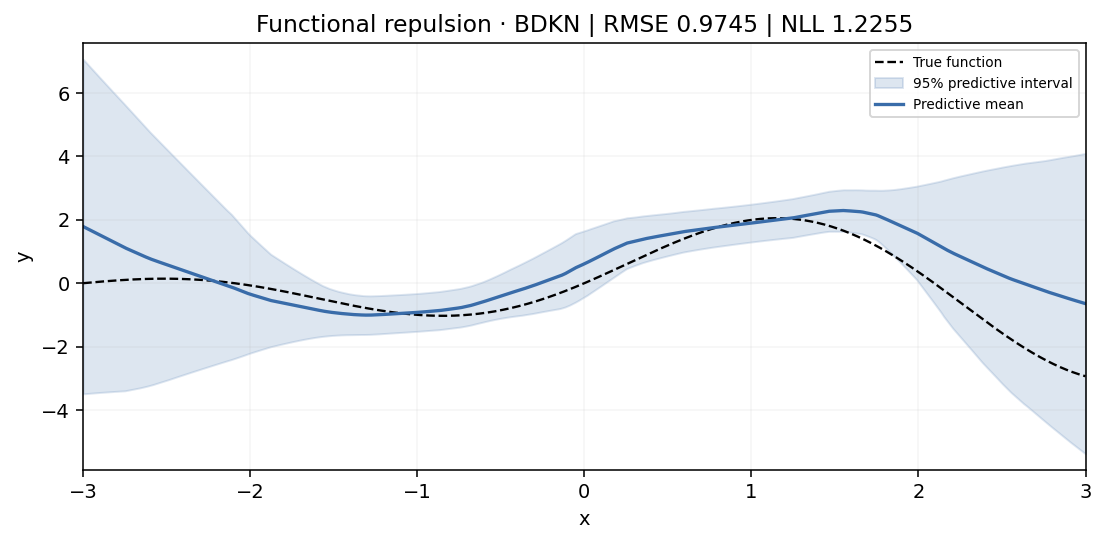 Functional repulsion · BDKN | RMSE 0.9745 | NLL 1.2255
True function
95% predictive interval
Predictive mean
y
6
4
2
0
−2
−4
−3
−2
−1
0
1
2
3
x